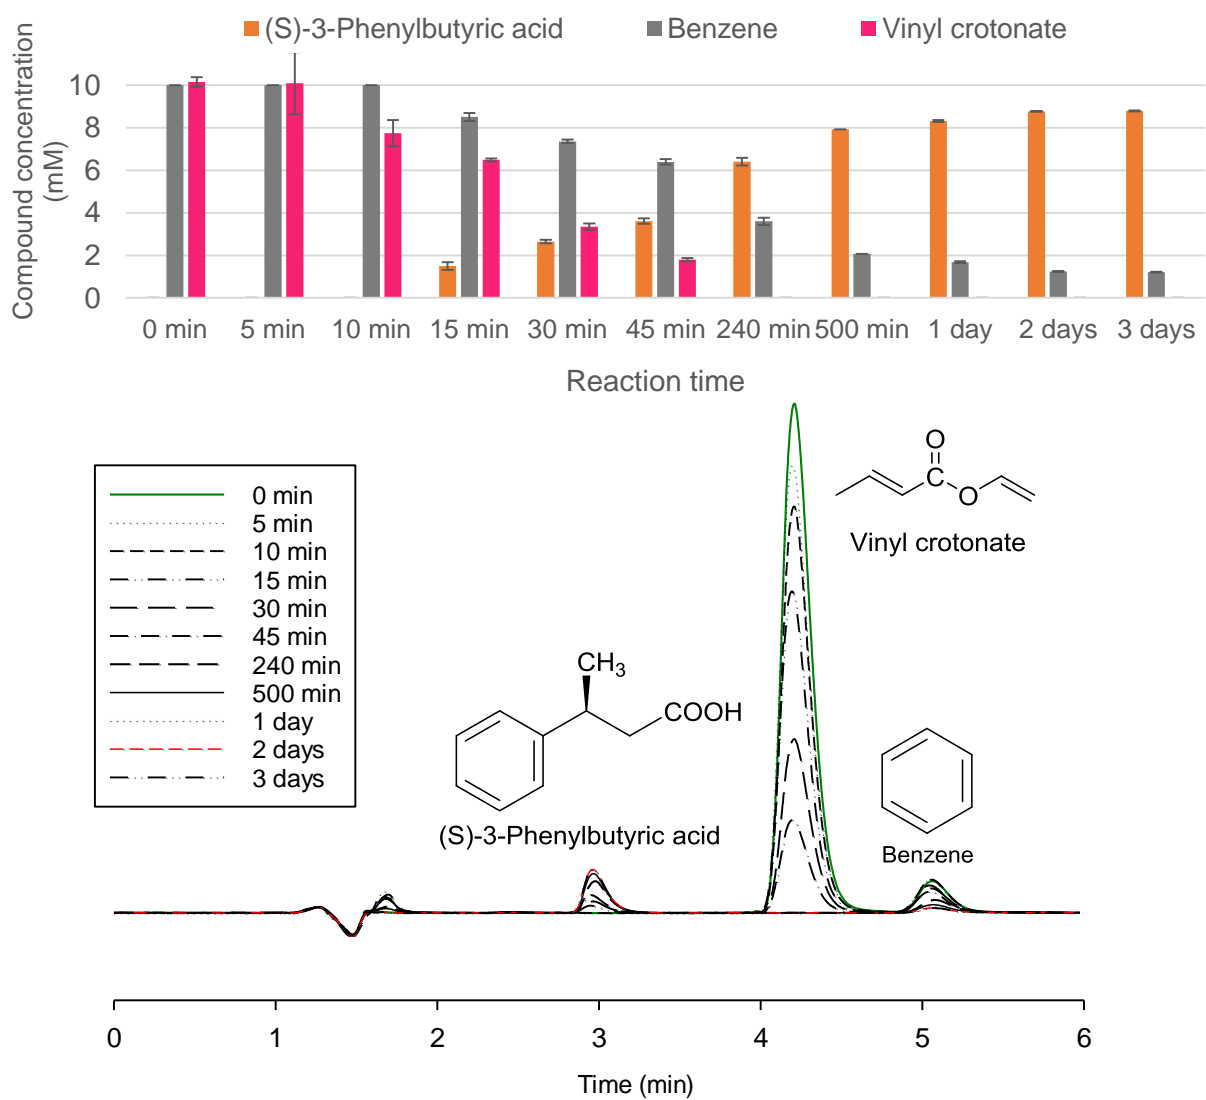 (S)-3-Phenylbutyric acid Benzene Vinyl crotonate
Compound concentration
(mM)
10
8
6
4
2
0
0 min 5 min 10 min 15 min 30 min 45 min 240 min 500 min 1 day 2 days 3 days
Reaction time
0 min
5 min
10 min
15 min
30 min
45 min
240 min
500 min
1 day
2 days
3 days
O
C
O
Vinyl crotonate
CH3
COOH
(S)-3-Phenylbutyric acid
Benzene
0 1 2 3 4 5 6
Time (min)